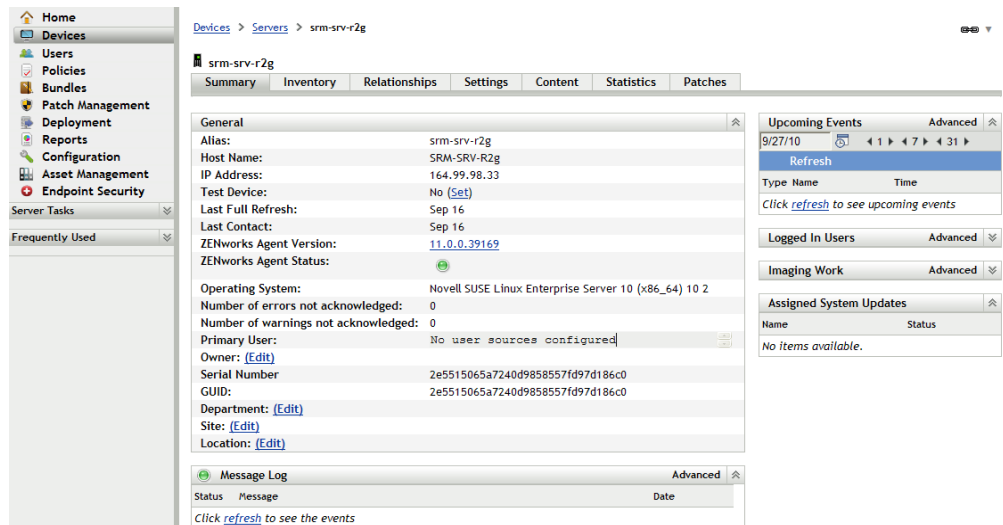 Home
Devices
Users
Policies
Bundles
Patch Management
Deployment
Reports
Configuration
Asset Management
Endpoint Security
Server Tasks
Frequently Used
Devices > Servers > srm-srv-r2g
srm-srv-r2g
Summary Inventory Relationships Settings Content Statistics Patches
General
Alias: srm-srv-r2g
Host Name: SRM-SRV-R2g
IP Address: 164.99.98.33
Test Device: No (Set)
Last Full Refresh: Sep 16
Last Contact: Sep 16
ZENworks Agent Version: 11.0.0.39169
ZENworks Agent Status:
Operating System: Novell SUSE Linux Enterprise Server 10 (x86_64) 10 2
Number of errors not acknowledged: 0
Number of warnings not acknowledged: 0
Primary User: No user sources configured
Owner: (Edit)
Serial Number 2e5515065a7240d9858557fd97d186c0
GUID: 2e5515065a7240d9858557fd97d186c0
Department: (Edit)
Site: (Edit)
Location: (Edit)
Message Log Advanced
Status Message Date
Click refresh to see the events
Upcoming Events Advanced
9/27/10 1 7 31
Refresh
Type Name Time
Click refresh to see upcoming events
Logged In Users Advanced
Imaging Work Advanced
Assigned System Updates
Name Status
No items available.